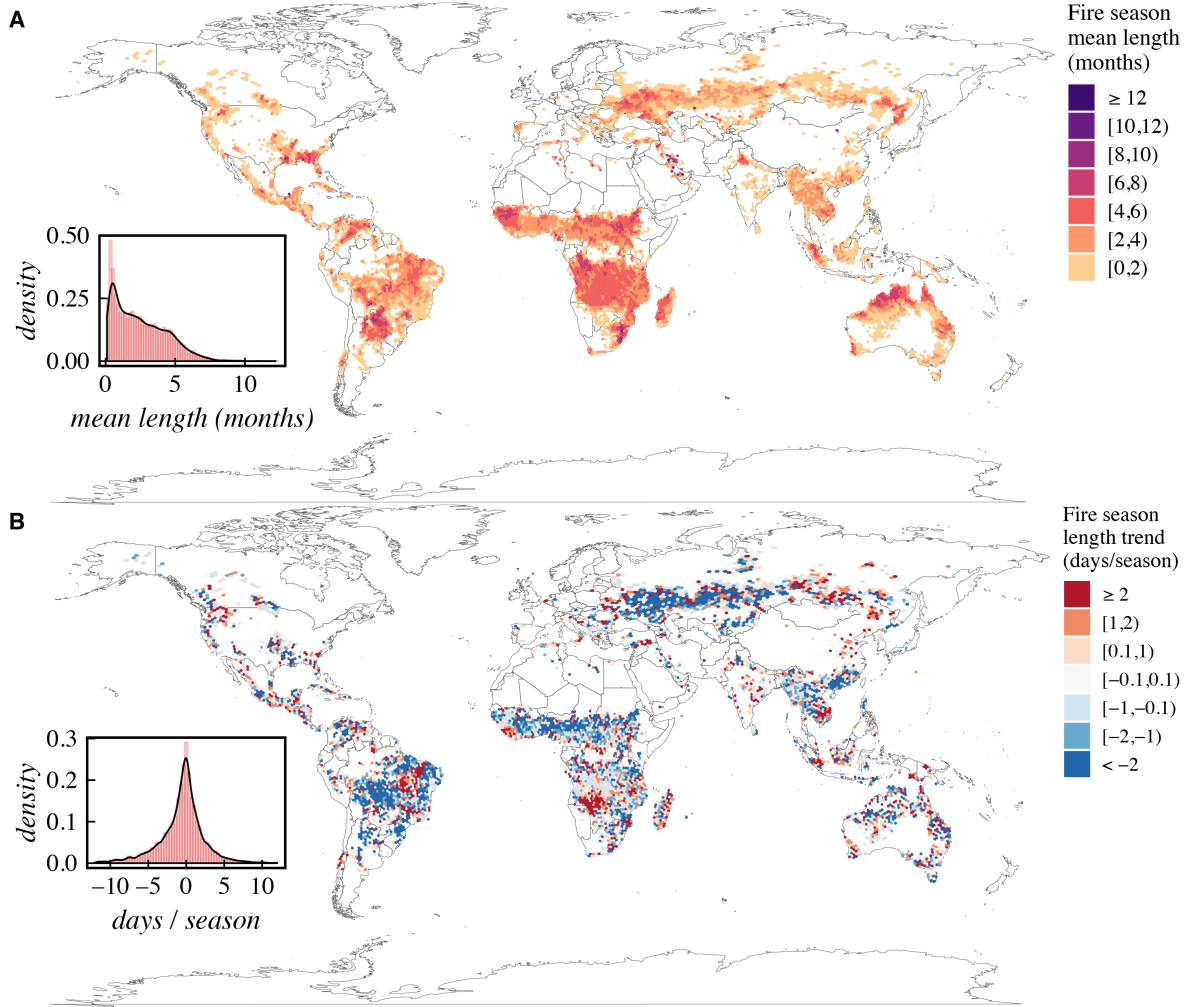 A
Fire season
mean length
(months)
≥ 12
[10,12)
[8,10)
[6,8)
[4,6)
[2,4)
[0,2)
0.50
0.25
0.00
density
0 5 10
mean length (months)
B
Fire season
length trend
(days/season)
≥ 2
[1,2)
[0.1,1)
[−0.1,0.1)
[−1,−0.1)
[−2,−1)
< −2
0.3
0.2
0.1
0.0
density
−10 −5 0 5 10
days / season